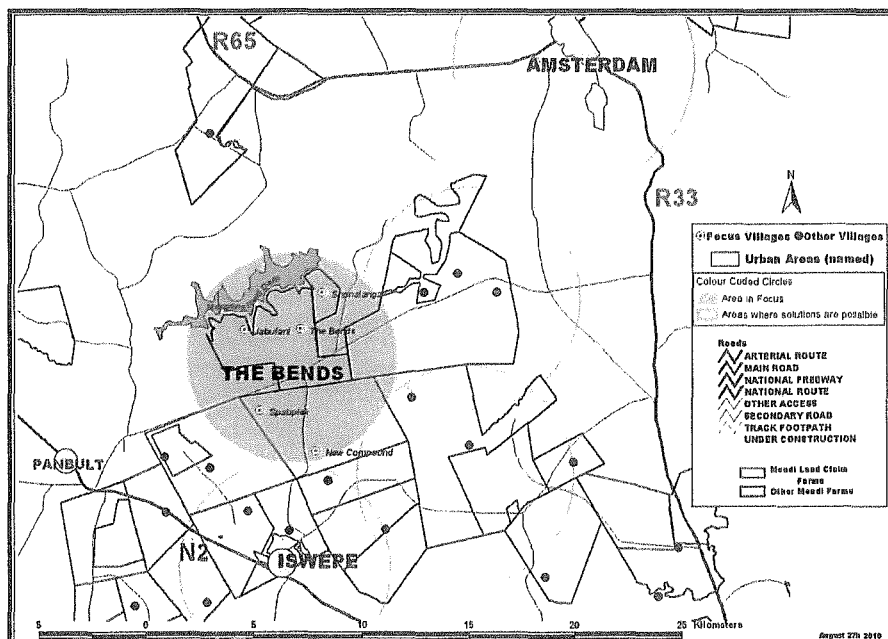 R65
AMSTERDAM
R33
N
Focus Villages Other Villages
Urban Areas (named)
Colour Coded Circles
Area in Focus
Areas where solutions are possible
Roads
ARTERIAL ROUTE
MAIN ROAD
NATIONAL FREEWAY
NATIONAL ROUTE
OTHER ACCESS
SECONDARY ROAD
TRACK FOOTPATH
UNDER CONSTRUCTION
Mondi Land Claim
Farms
Other Mondi Farms
The Bends
THE BENDS
New Compound
PANBULT
N2
ISWEPE
5 0 5 10 15 20 25 Kilometers
August 27th 2010